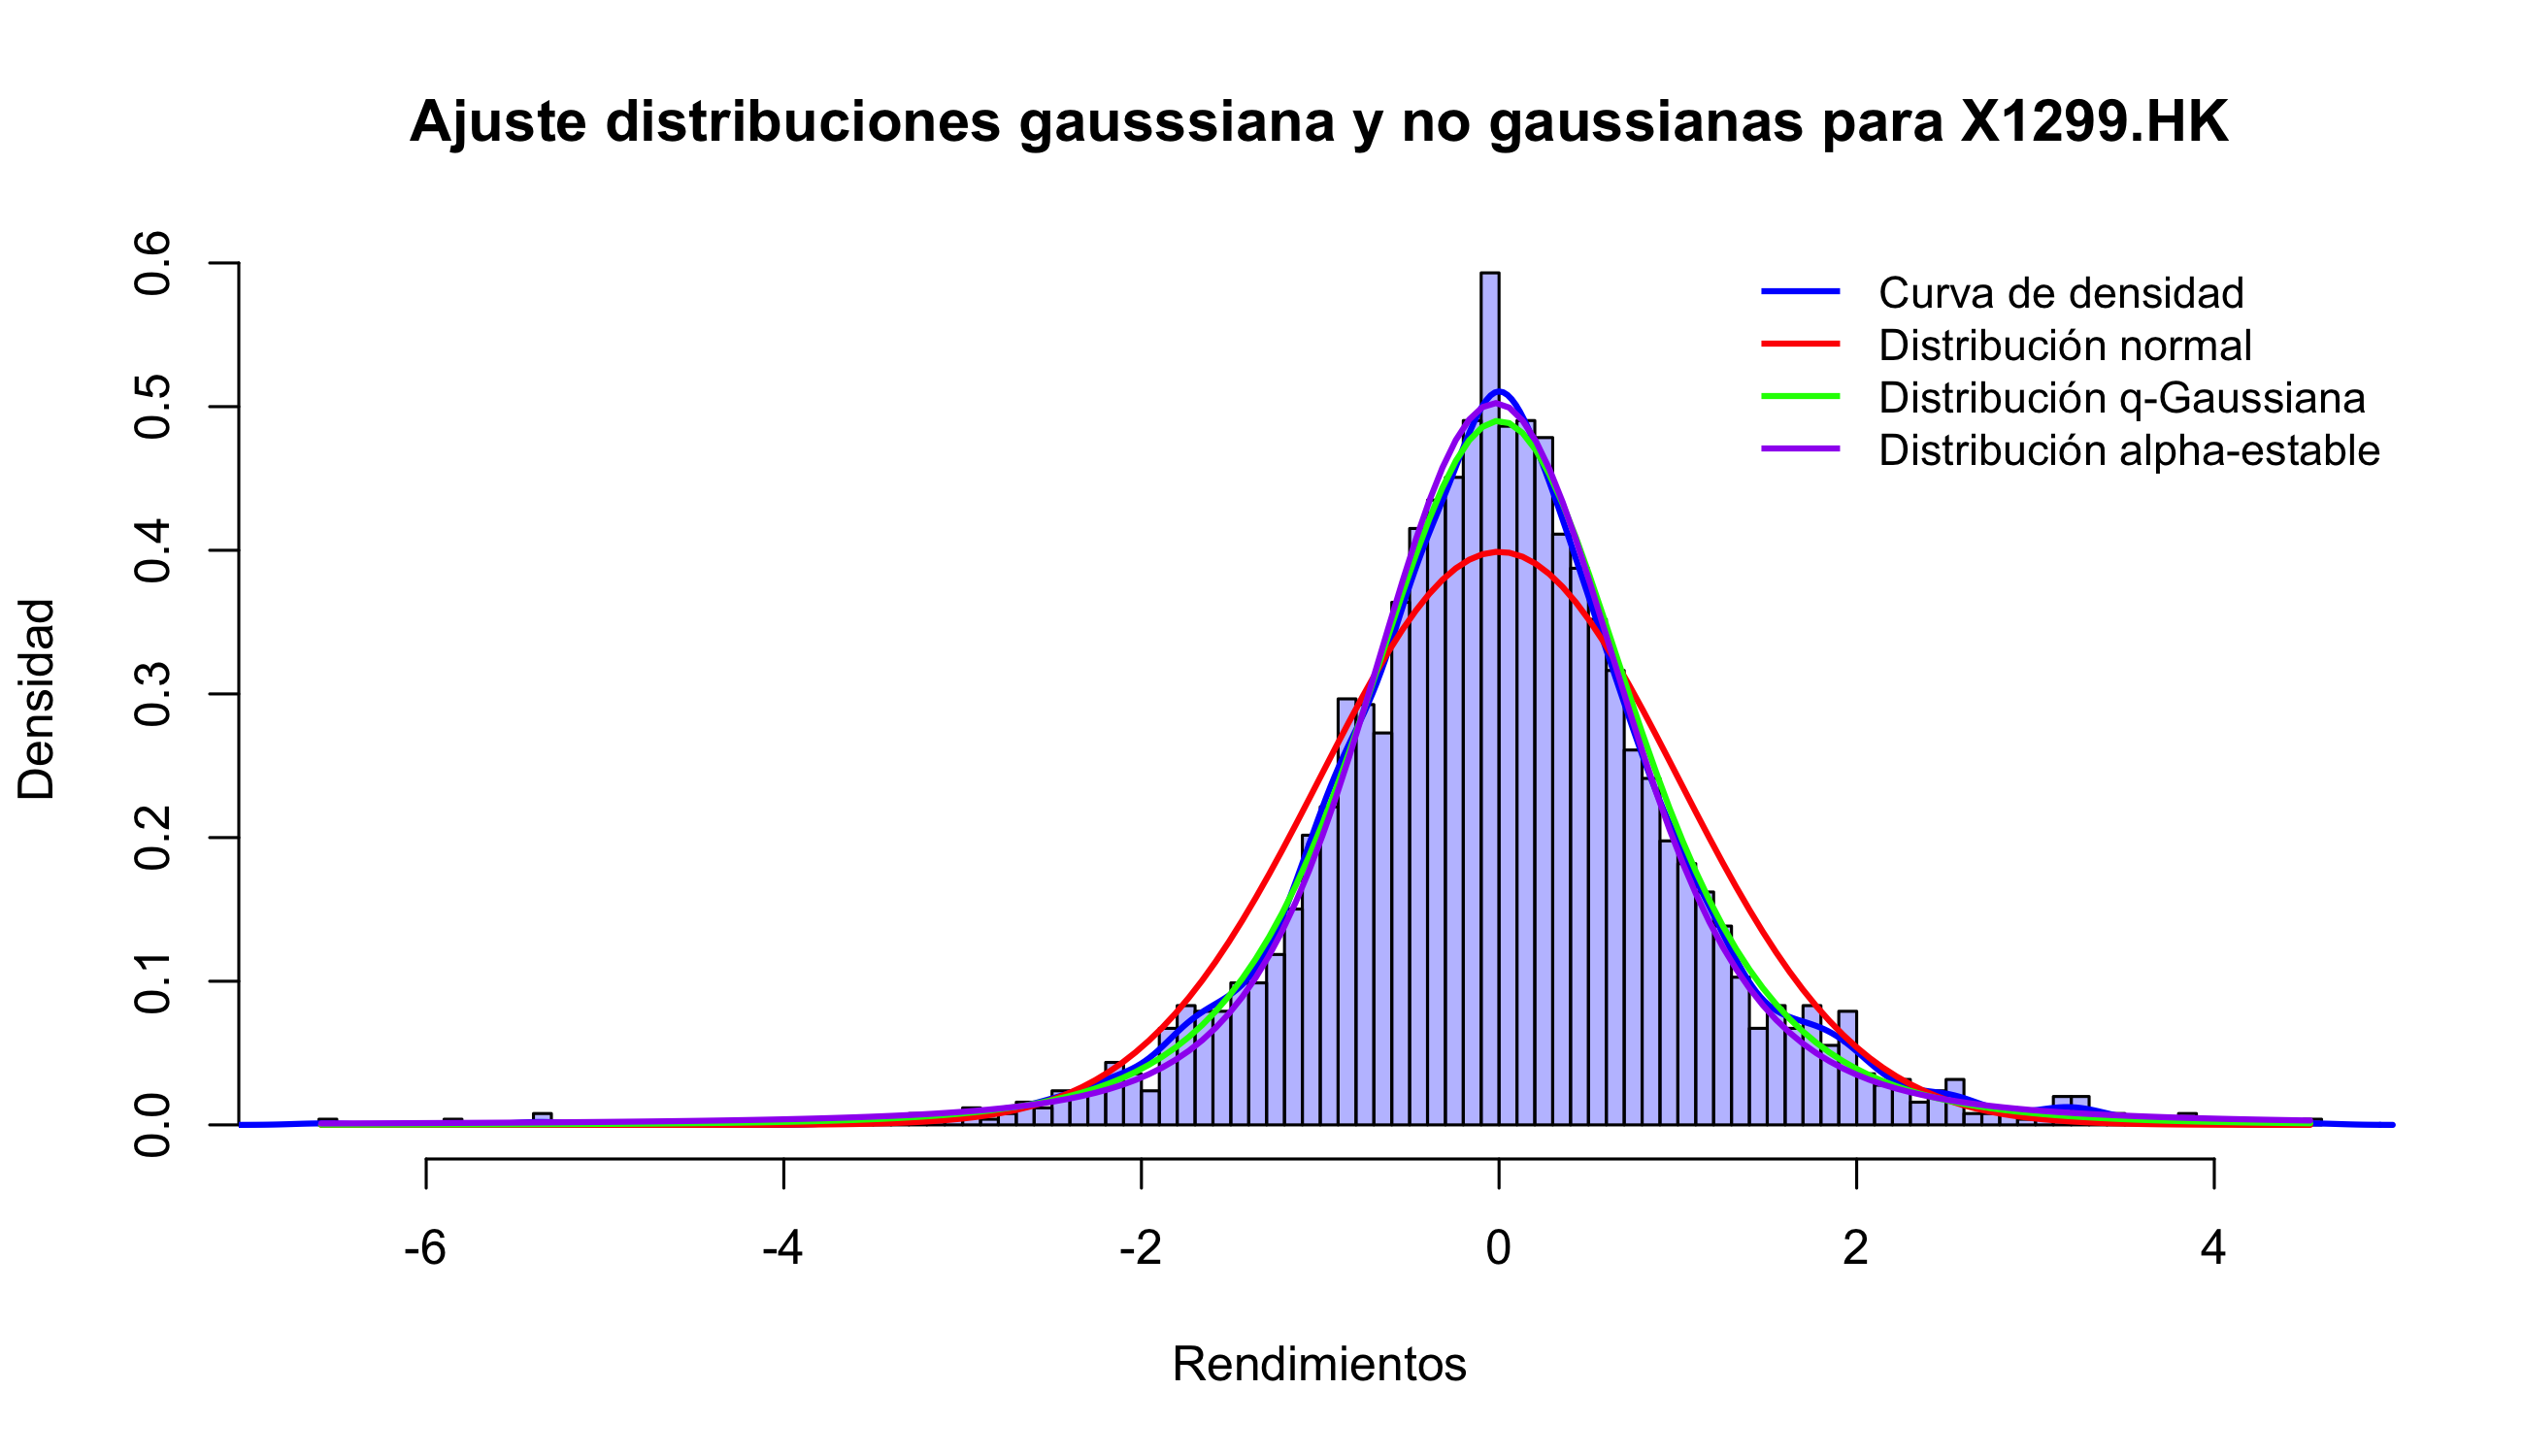 Ajuste distribuciones gausssiana y no gaussianas para X1299.HK
Curva de densidad
Distribución normal
Distribución q-Gaussiana
Distribución alpha-estable
Densidad
0.6
0.5
0.4
0.3
0.2
0.1
0.0
-6
-4
-2
0
2
4
Rendimientos